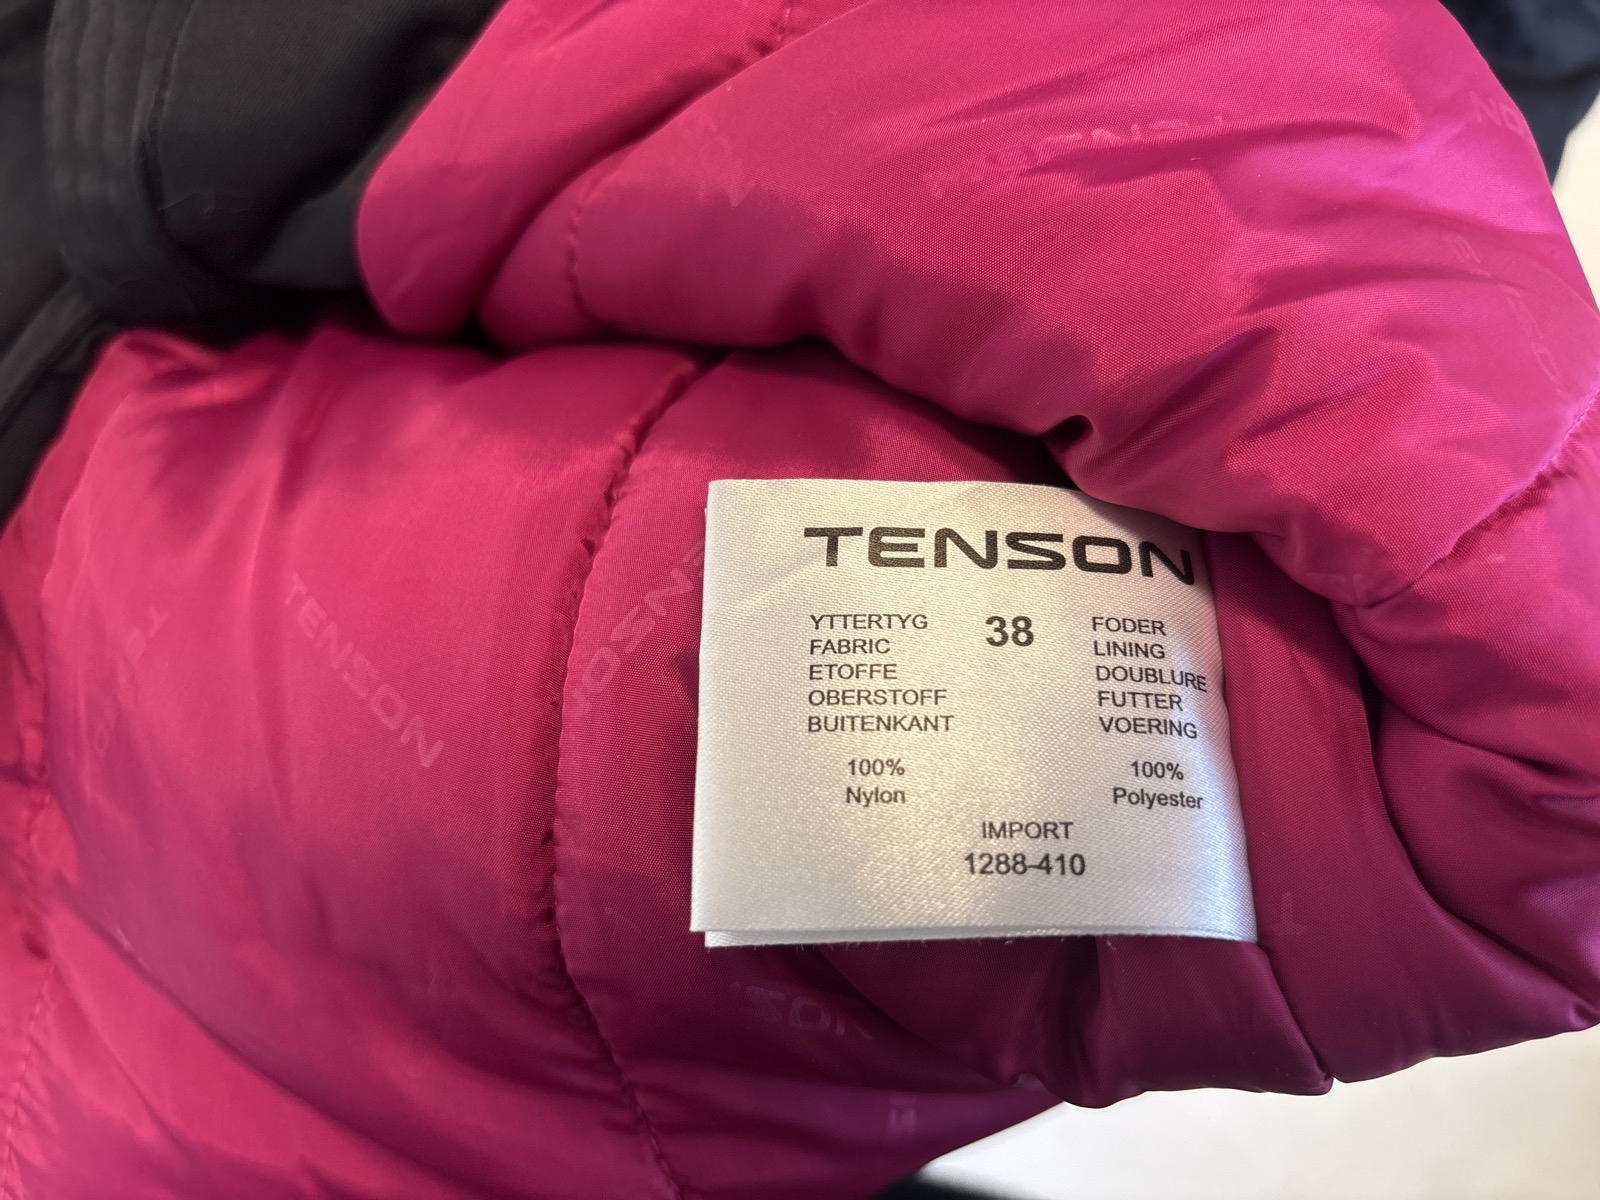 TENSON
YTTERTYG 38 FODER
FABRIC LINING
ETOFFE DOUBLURE
OBERSTOFF FUTTER
BUITENKANT VOERING
100% 100%
Nylon Polyester
IMPORT
1288-410
TENSON